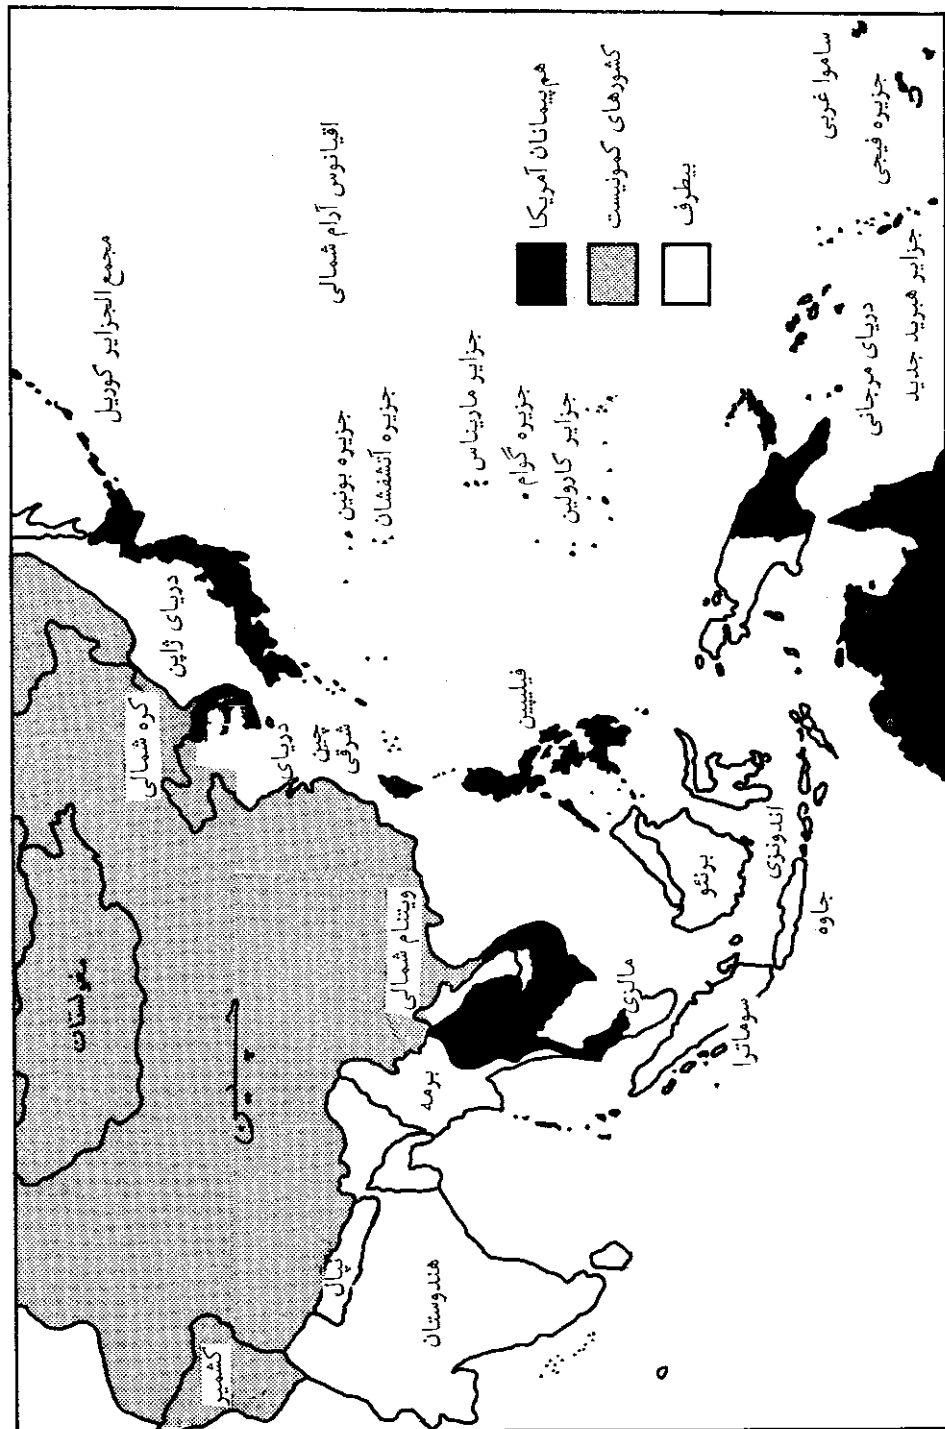 ساموا غربی
جزیره فیجی
جزایر هبرید جدید
دریای مرجانی
اقیانوس آرام شمالی
هم‌پیمانان آمریکا
کشورهای کمونیست
بیطرف
مجمع‌الجزایر کوریل
جزیره بونین
جزیره آتشفشان
جزایر ماریناس
جزیره گوام
جزایر کارولین
دریای ژاپن
کره شمالی
دریای
چین
شرقی
فیلیپین
مغولستان
چین
ویتنام شمالی
برنئو
اندونزی
جاوه
مالزی
سوماترا
برمه
نپال
هندوستان
کشمیر